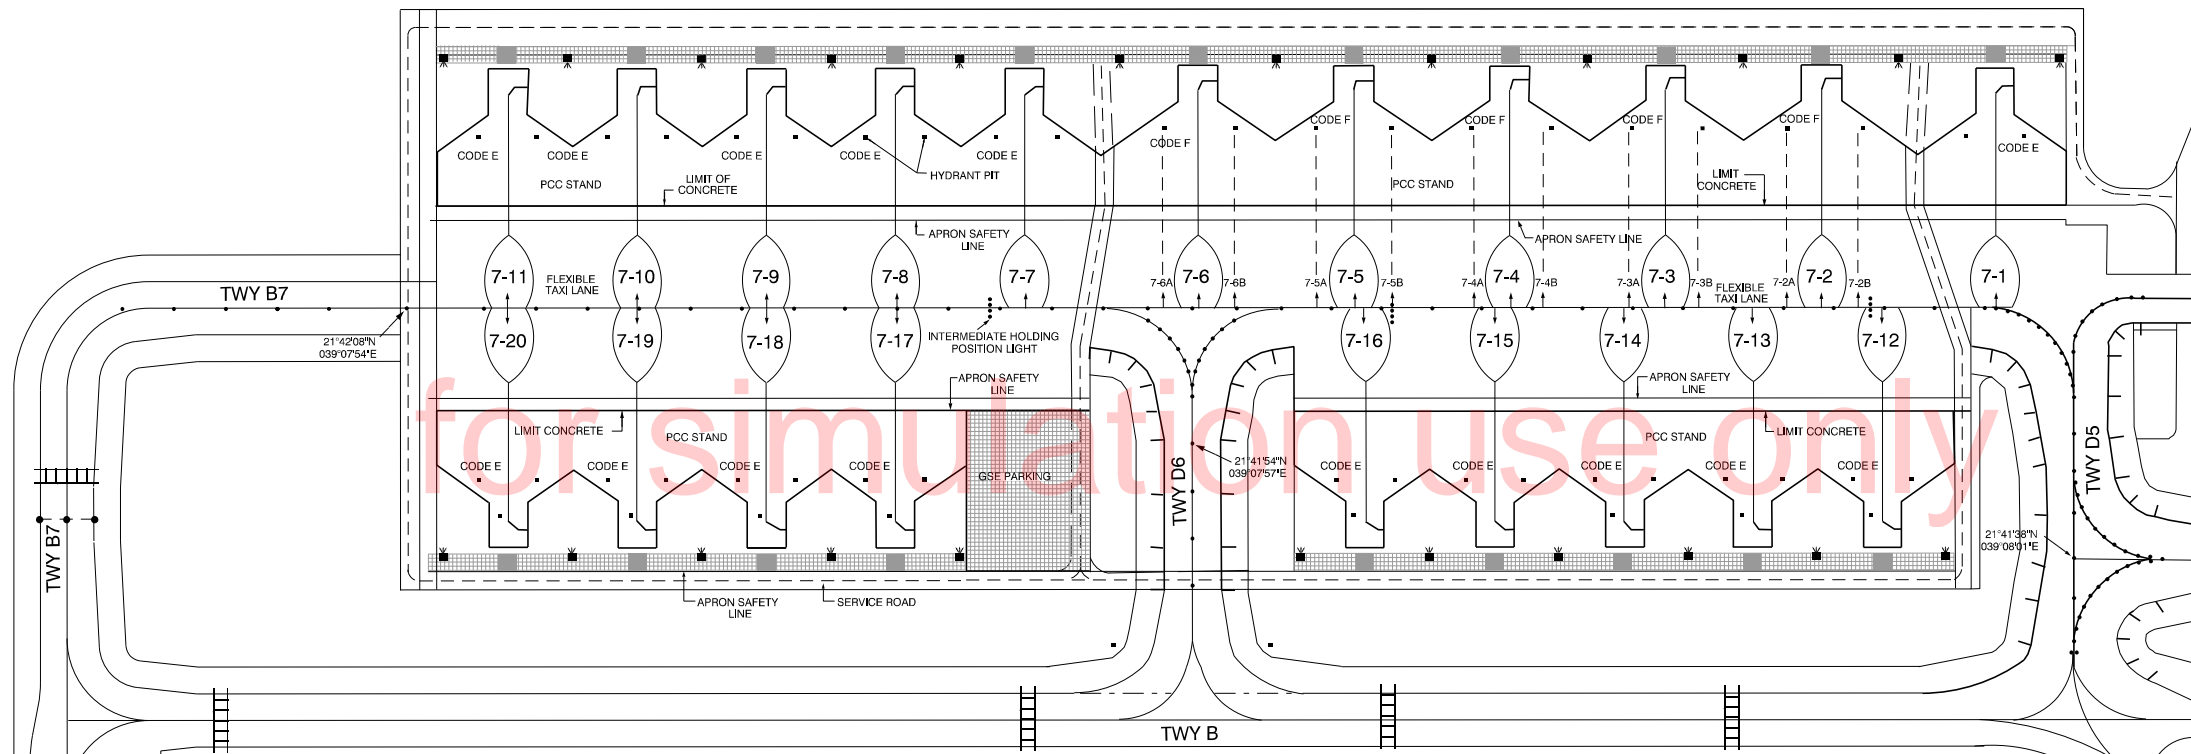 CODE F
CODE F
CODE F
CODE F
CODE F
CODE E
CODE E
CODE E
CODE E
CODE E
CODE E
HYDRANT PIT
PCC STAND
LIMIT OF
CONCRETE
PCC STAND
LIMIT
CONCRETE
APRON SAFETY
LINE
APRON SAFETY LINE
7-11
7-10
7-9
7-8
7-7
7-6
7-5
7-4
7-3
7-2
7-1
FLEXIBLE
TAXI LANE
7-6A
7-6B
7-5A
7-5B
7-4A
7-4B
7-3A
7-3B
7-2A
7-2B
FLEXIBLE
TAXI LANE
TWY B7
21°42'08"N
039°07'54"E
7-20
7-19
7-18
7-17
INTERMEDIATE HOLDING
POSITION LIGHT
7-16
7-15
7-14
7-13
7-12
APRON SAFETY
LINE
APRON SAFETY
LINE
for simulation use only
LIMIT CONCRETE
PCC STAND
PCC STAND
LIMIT CONCRETE
CODE E
CODE E
CODE E
CODE E
GSE PARKING
21°41'54"N
039°07'57"E
CODE E
CODE E
CODE E
CODE E
CODE E
TWY D6
TWY D5
21°41'38"N
039°08'01"E
TWY B7
APRON SAFETY
LINE
SERVICE ROAD
TWY B